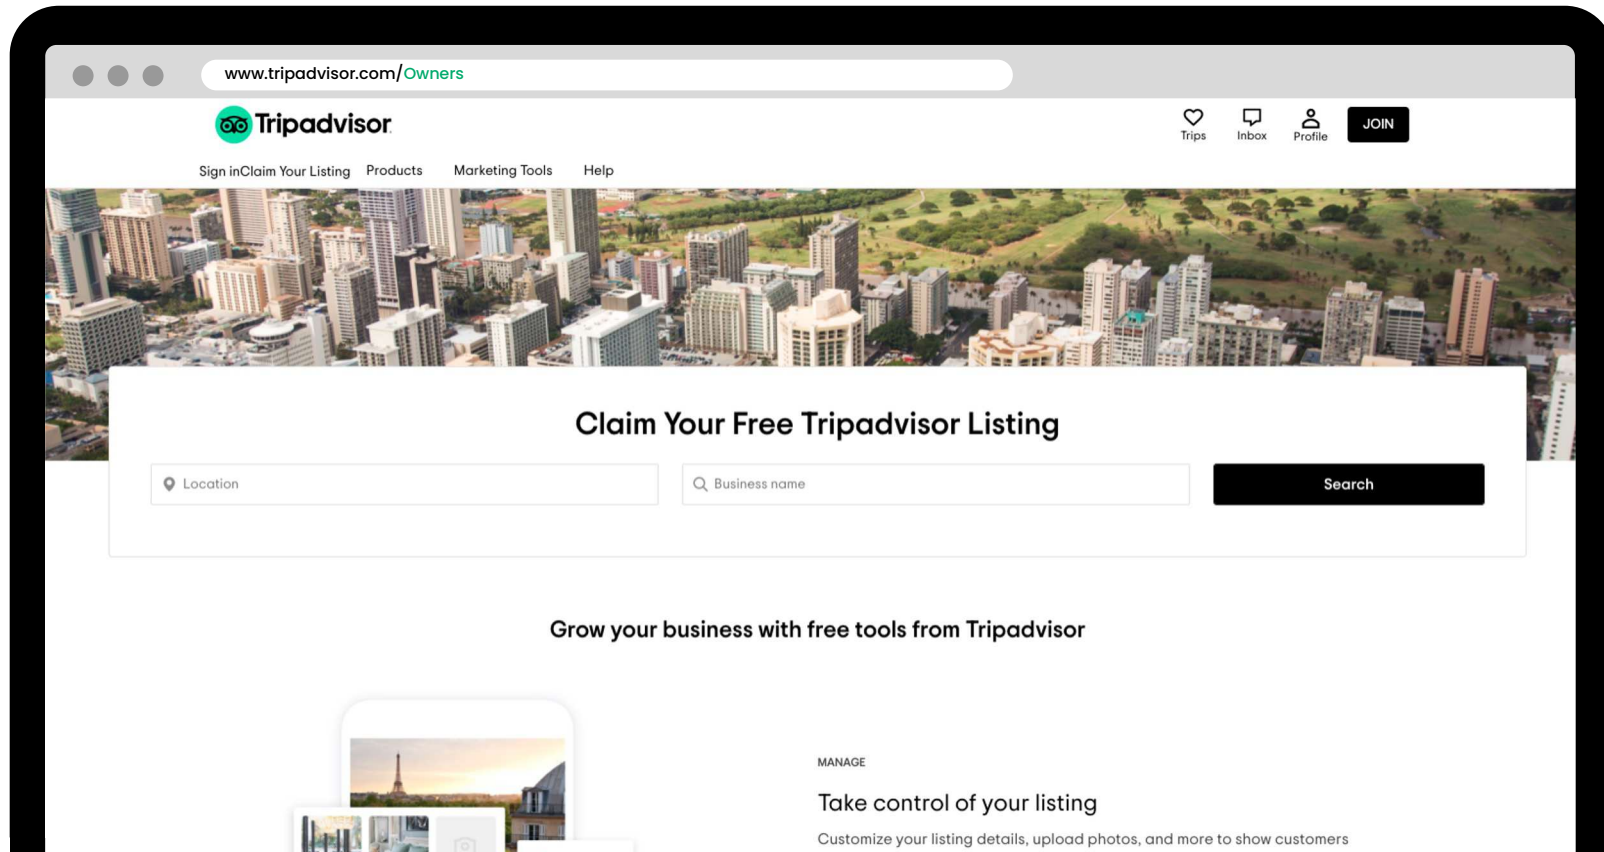 www.tripadvisor.com/Owners
Tripadvisor
Trips Inbox Profile JOIN
Sign inClaim Your Listing Products Marketing Tools Help
Claim Your Free Tripadvisor Listing
Location Business name Search
Grow your business with free tools from Tripadvisor
MANAGE
Take control of your listing
Customize your listing details, upload photos, and more to show customers